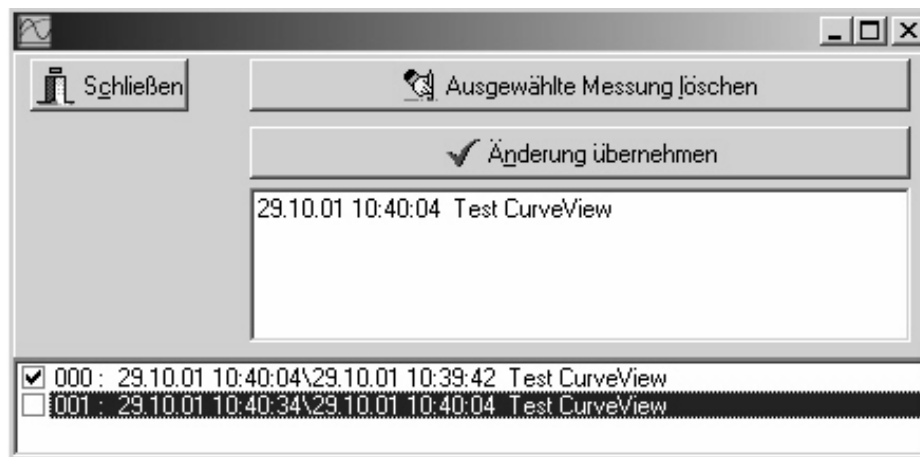 Schließen
Ausgewählte Messung löschen
Änderung übernehmen
29.10.01 10:40:04 Test CurveView
000 : 29.10.01 10:40:04\29.10.01 10:39:42 Test CurveView
001 : 29.10.01 10:40:34\29.10.01 10:40:04 Test CurveView